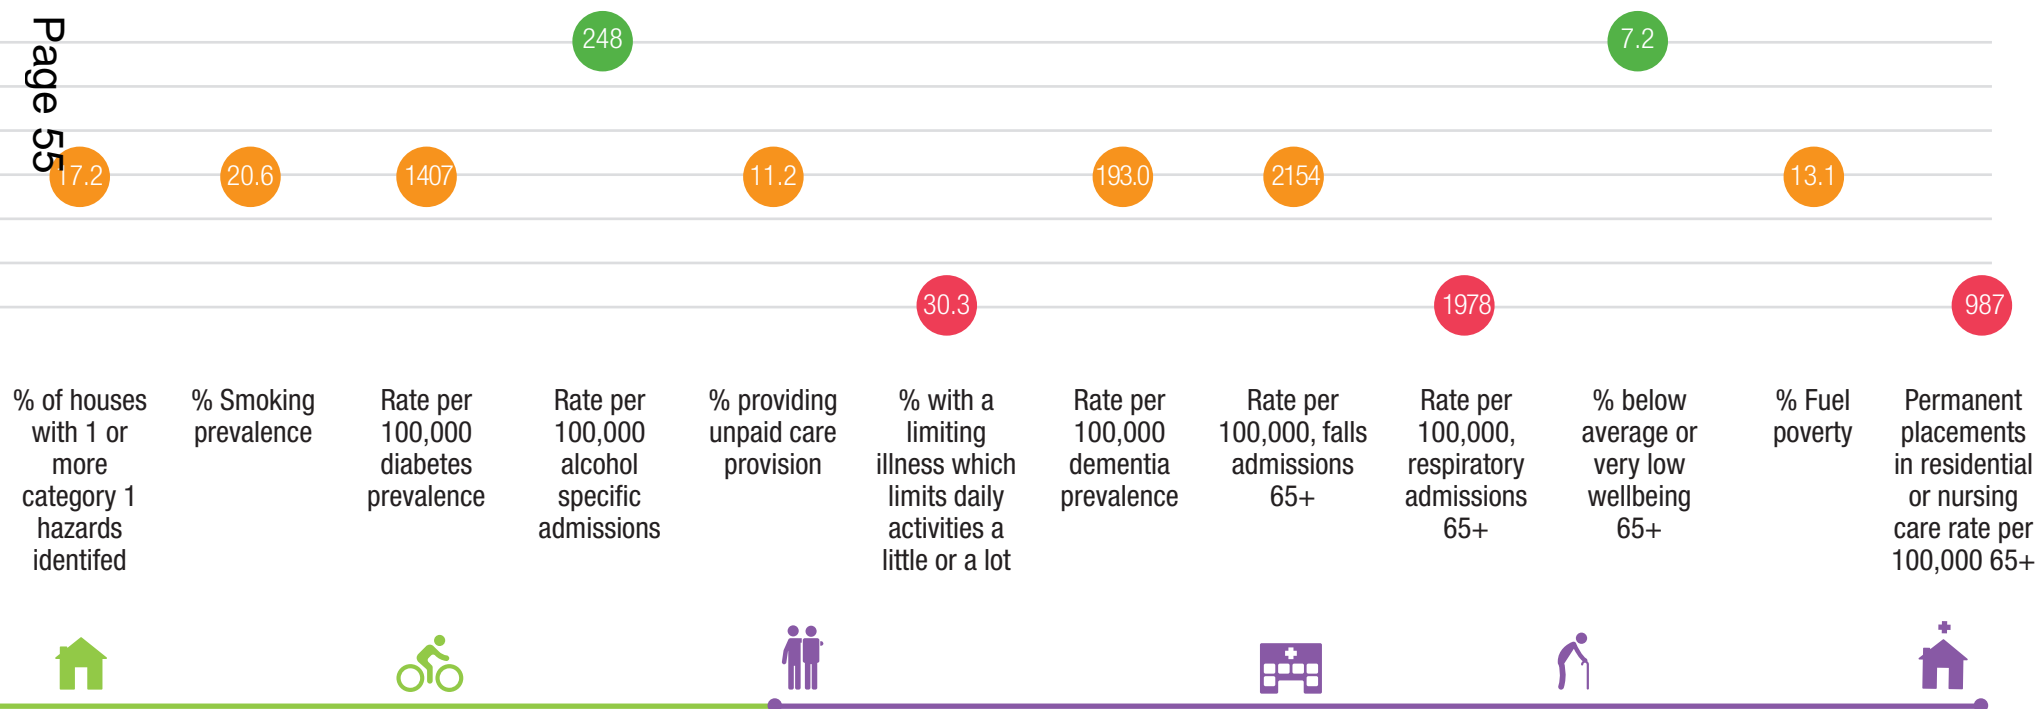 Page 55
248
7.2
17.2
20.6
1407
11.2
193.0
2154
13.1
30.3
1978
987
% of houses
with 1 or
more
category 1
hazards
identifed
% Smoking
prevalence
Rate per
100,000
diabetes
prevalence
Rate per
100,000
alcohol
specific
admissions
% providing
unpaid care
provision
% with a
limiting
illness which
limits daily
activities a
little or a lot
Rate per
100,000
dementia
prevalence
Rate per
100,000, falls
admissions
65+
Rate per
100,000,
respiratory
admissions
65+
% below
average or
very low
wellbeing
65+
% Fuel
poverty
Permanent
placements
in residential
or nursing
care rate per
100,000 65+